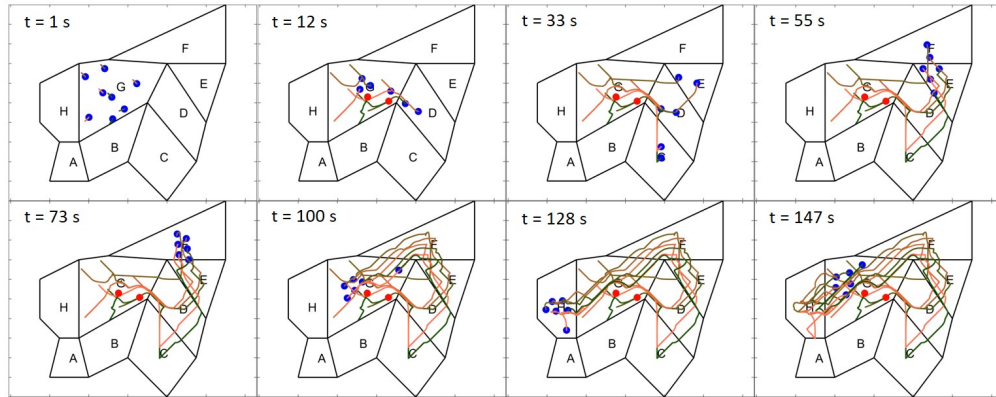 t = 1 s
F
G
E
H
D
B
A
C
t = 12 s
F
G
E
H
D
B
A
C
t = 33 s
F
G
E
H
D
B
A
C
t = 55 s
F
G
E
H
D
B
A
C
t = 73 s
F
G
E
H
D
B
A
C
t = 100 s
F
G
E
H
D
B
A
C
t = 128 s
F
G
E
H
D
B
A
C
t = 147 s
F
G
E
H
D
B
A
C